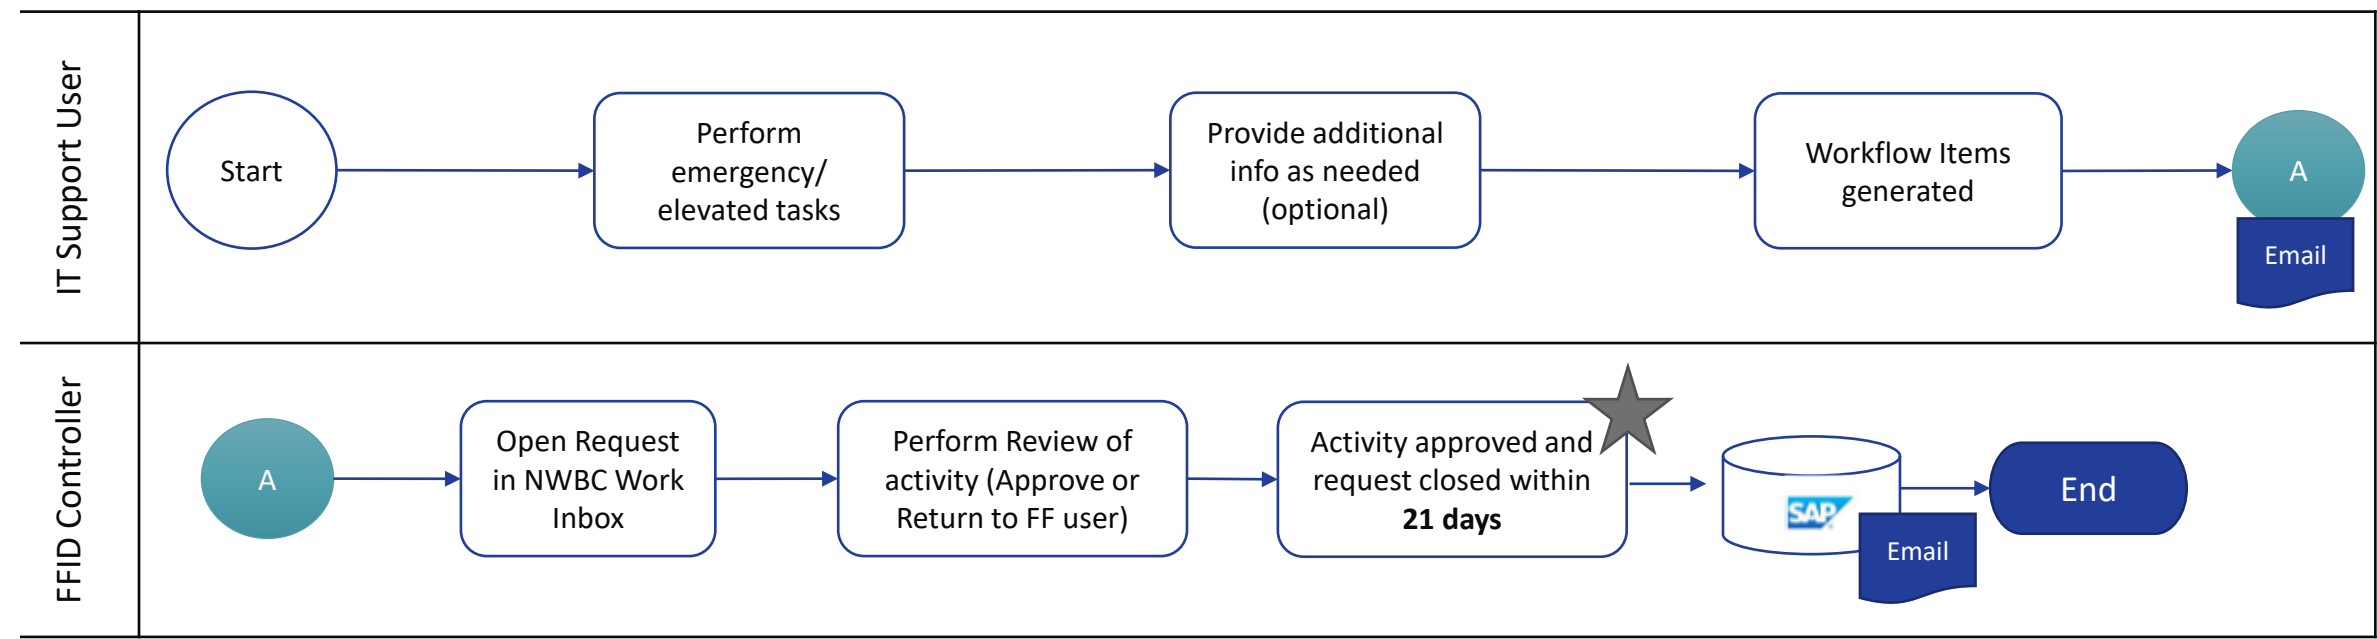 IT Support User
Start
Perform
emergency/
elevated tasks
Provide additional
info as needed
(optional)
Workflow Items
generated
A
Email
FFID Controller
A
Open Request
in NWBC Work
Inbox
Perform Review of
activity (Approve or
Return to FF user)
Activity approved and
request closed within
21 days
SAP
Email
End